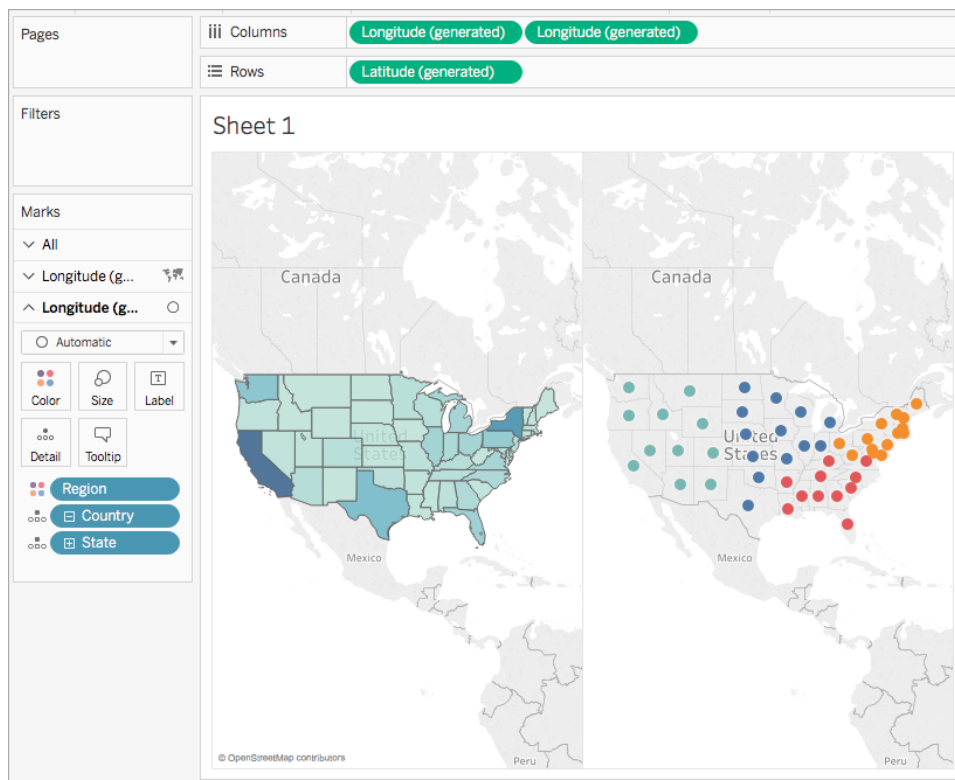 Pages
Columns
Longitude (generated)
Longitude (generated)
Rows
Latitude (generated)
Filters
Sheet 1
Marks
All
Longitude (g...
Longitude (g...
Automatic
Color
Size
T
Label
Detail
Tooltip
Region
Country
State
Canada
United
States
Mexico
Peru
© OpenStreetMap contributors
Canada
United
States
Mexico
Peru